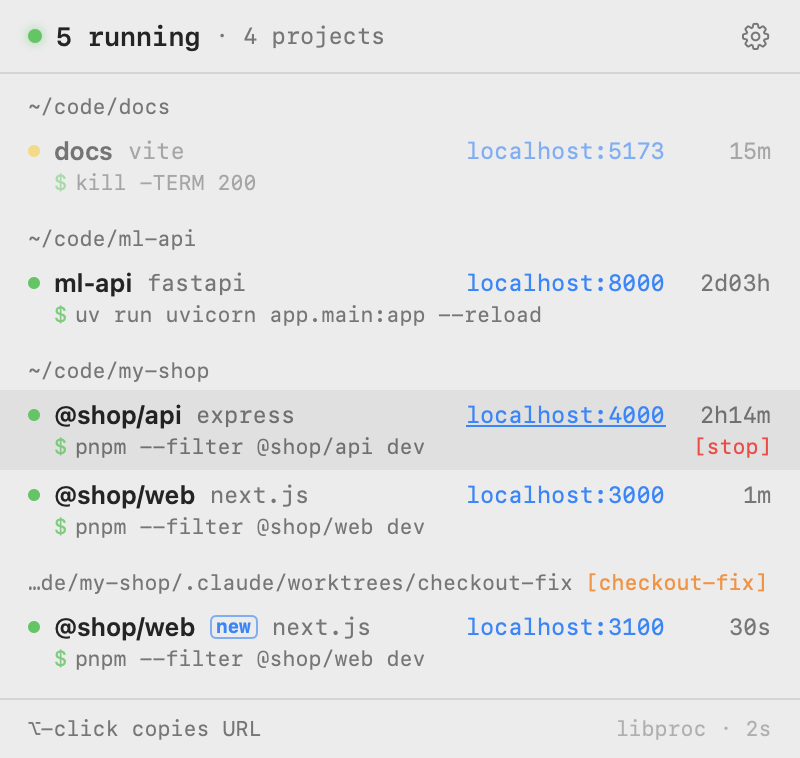 5 running · 4 projects
~/code/docs
docs vite localhost:5173 15m
$ kill -TERM 200
~/code/ml-api
ml-api fastapi localhost:8000 2d03h
$ uv run uvicorn app.main:app --reload
~/code/my-shop
@shop/api express localhost:4000 2h14m
$ pnpm --filter @shop/api dev [stop]
@shop/web next.js localhost:3000 1m
$ pnpm --filter @shop/web dev
…de/my-shop/.claude/worktrees/checkout-fix [checkout-fix]
@shop/web new next.js localhost:3100 30s
$ pnpm --filter @shop/web dev
⌥-click copies URL libproc · 2s